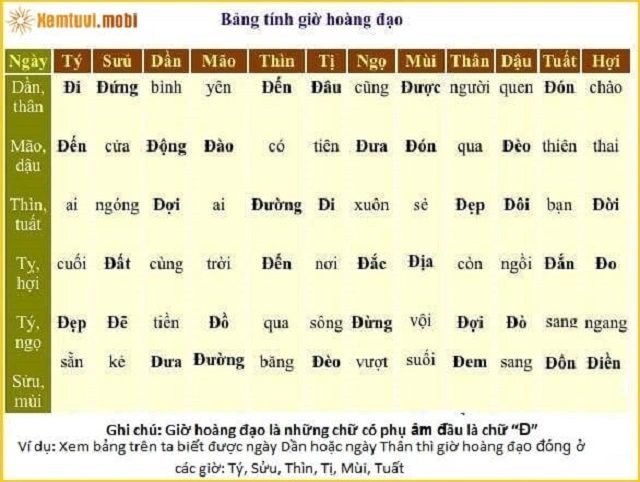 Xemtuvi.mobi
Bảng tính giờ hoàng đạo
Ngày Tý Sưủ Dần Mão Thìn Tị Ngọ Mùi Thân Dậu Tuất Hợi
Dần, thân Đi Đứng bình yên Đến Đâu cũng Được người quen Đón chào
Mão, dậu Đến cửa Động Đào có tiên Đưa Đón qua Đèo thiên thai
Thìn, tuất ai ngóng Đợi ai Đường Đi xuôn sẻ Đẹp Đôi bạn Đời
Tỵ, hợi cuối Đất cùng trời Đến nơi Đắc Địa còn ngồi Đắn Đo
Tý, ngọ Đẹp Đẽ tiền Đồ qua sông Đừng vội Đợi Đò sang ngang
Sửu, mùi sẳn kẻ Đưa Đường băng Đèo vượt suối Đem sang Đồn Điền
Ghi chú: Giờ hoàng đạo là những chữ có phụ âm đầu là chữ “Đ”
Ví dụ: Xem bảng trên ta biết được ngày Dần hoặc ngày Thân thì giờ hoàng đạo đóng ở
các giờ: Tý, Sửu, Thìn, Tị, Mùi, Tuất